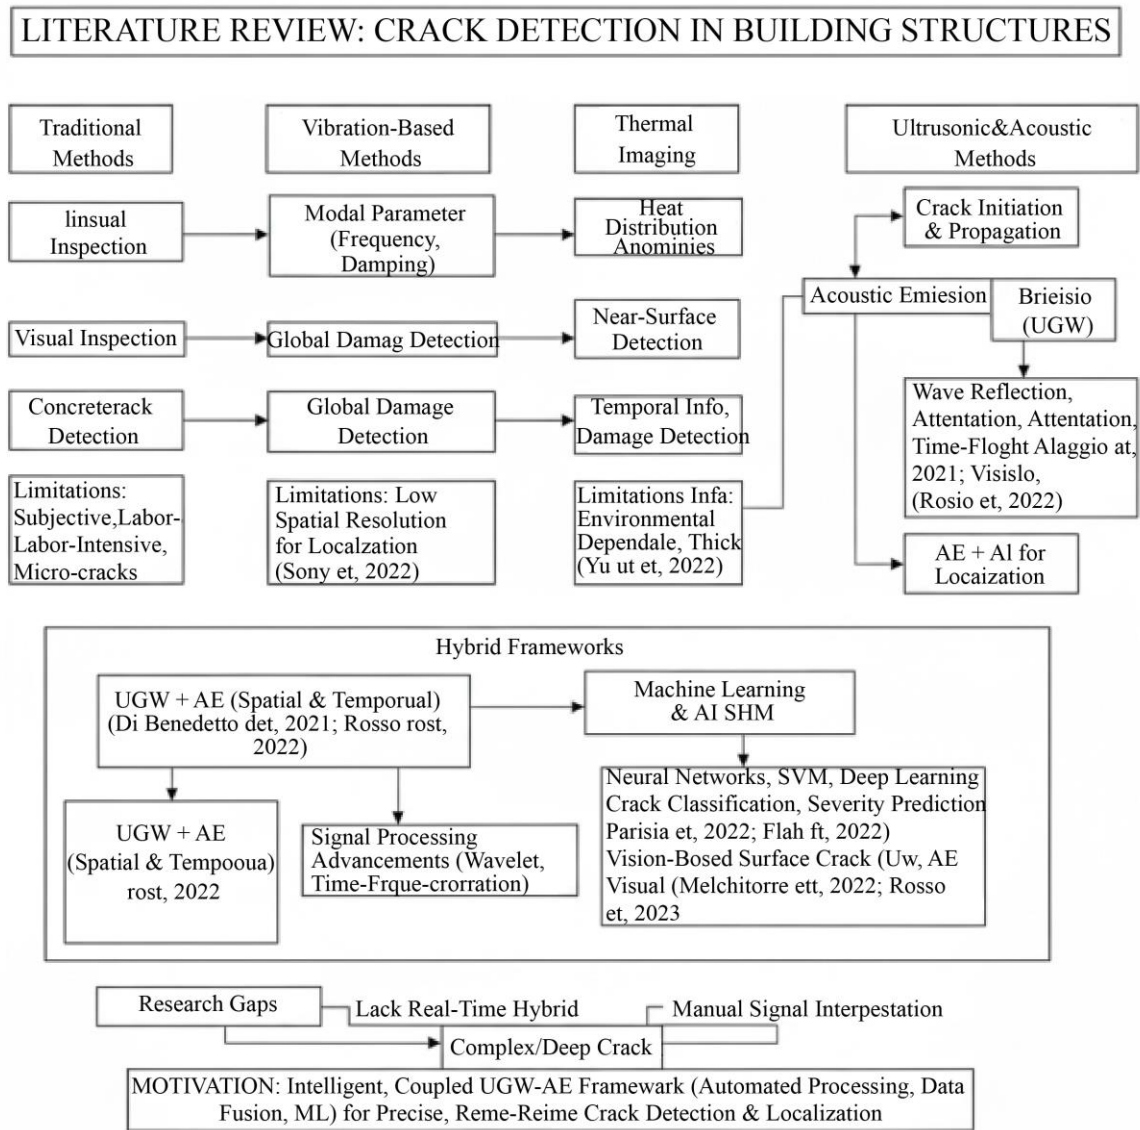 LITERATURE REVIEW: CRACK DETECTION IN BUILDING STRUCTURES
Traditional
Methods
Vibration-Based
Methods
Thermal
Imaging
Ultrusonic&Acoustic
Methods
linsual
Inspection
Modal Parameter
(Frequency,
Damping)
Heat
Distribution
Anominies
Crack Initiation
& Propagation
Acoustic Emiesion
Brieisio
(UGW)
Visual Inspection
Global Damag Detection
Near-Surface
Detection
Concreterack
Detection
Global Damage
Detection
Temporal Info,
Damage Detection
Wave Reflection,
Attentation, Attentation,
Time-Floght Alaggio at,
2021; Visislo,
(Rosio et, 2022)
Limitations:
Subjective,Labor-
Labor-Intensive,
Micro-cracks
Limitations: Low
Spatial Resolution
for Localzation
(Sony et, 2022)
Limitations Infa:
Environmental
Dependale, Thick
(Yu ut et, 2022)
AE + Al for
Locaization
Hybrid Frameworks
UGW + AE (Spatial & Temporual)
(Di Benedetto det, 2021; Rosso rost,
2022)
Machine Learning
& AI SHM
UGW + AE
(Spatial & Tempooua)
rost, 2022
Signal Processing
Advancements (Wavelet,
Time-Frque-crorration)
Neural Networks, SVM, Deep Learning
Crack Classification, Severity Prediction
Parisia et, 2022; Flah ft, 2022)
Vision-Bosed Surface Crack (Uw, AE
Visual (Melchitorre ett, 2022; Rosso
et, 2023
Research Gaps
Lack Real-Time Hybrid
Manual Signal Interpestation
Complex/Deep Crack
MOTIVATION: Intelligent, Coupled UGW-AE Framewark (Automated Processing, Data
Fusion, ML) for Precise, Reme-Reime Crack Detection & Localization